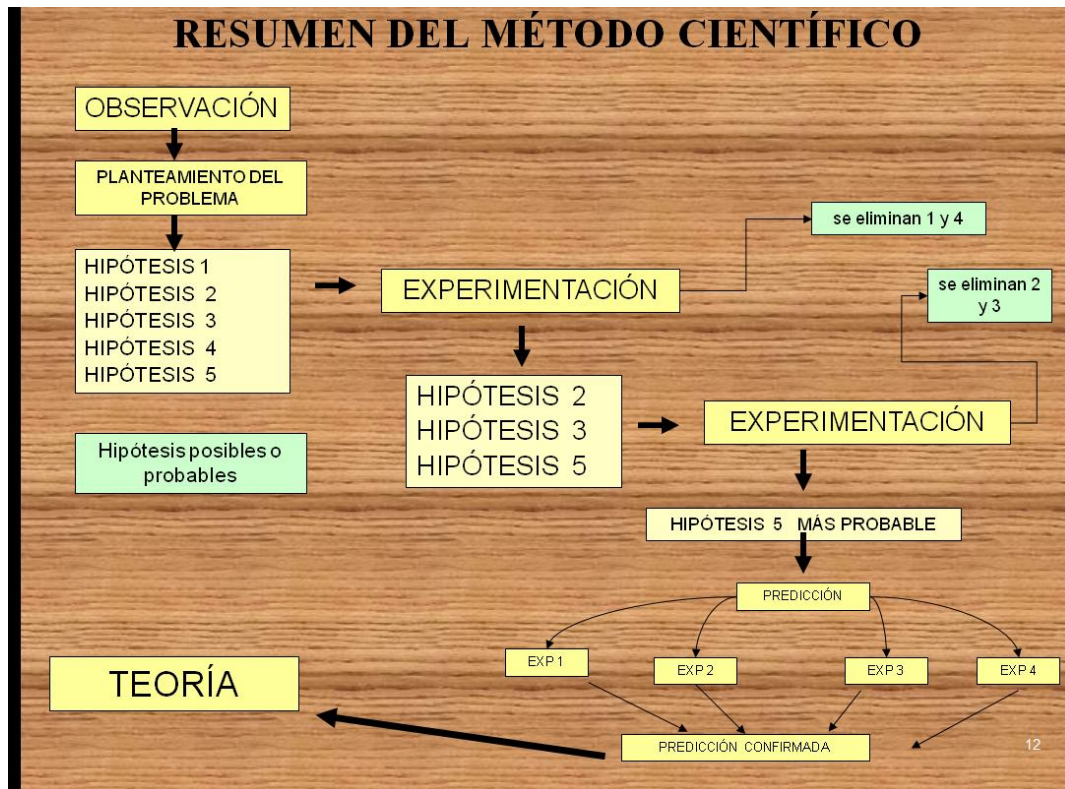 RESUMEN DEL MÉTODO CIENTÍFICO
OBSERVACIÓN
PLANTEAMIENTO DEL
PROBLEMA
HIPÓTESIS 1
HIPÓTESIS 2
HIPÓTESIS 3
HIPÓTESIS 4
HIPÓTESIS 5
Hipótesis posibles o
probables
EXPERIMENTACIÓN
se eliminan 1 y 4
HIPÓTESIS 2
HIPÓTESIS 3
HIPÓTESIS 5
EXPERIMENTACIÓN
se eliminan 2
y 3
HIPÓTESIS 5 MÁS PROBABLE
PREDICCIÓN
EXP 1
EXP 2
EXP 3
EXP 4
PREDICCIÓN CONFIRMADA
TEORÍA
12